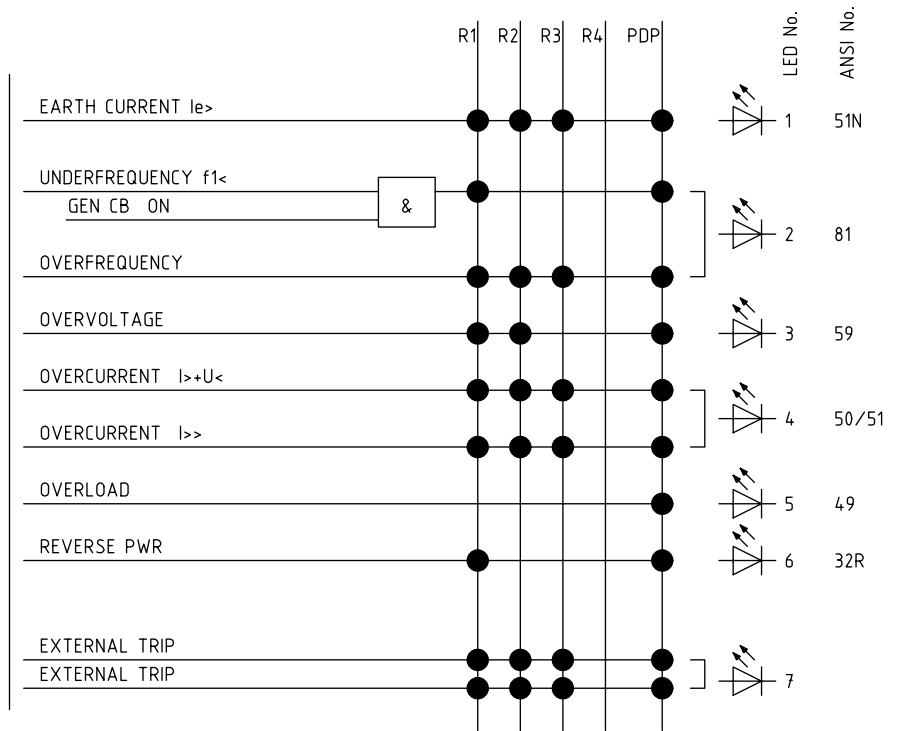 R1 R2 R3 R4 PDP LED No. ANSI No.
EARTH CURRENT Ie> 1 51N
UNDERFREQUENCY f1<
GEN CB ON & 2 81
OVERFREQUENCY
OVERVOLTAGE 3 59
OVERCURRENT I>+U<
4 50/51
OVERCURRENT I>>
OVERLOAD 5 49
REVERSE PWR 6 32R
EXTERNAL TRIP
EXTERNAL TRIP 7